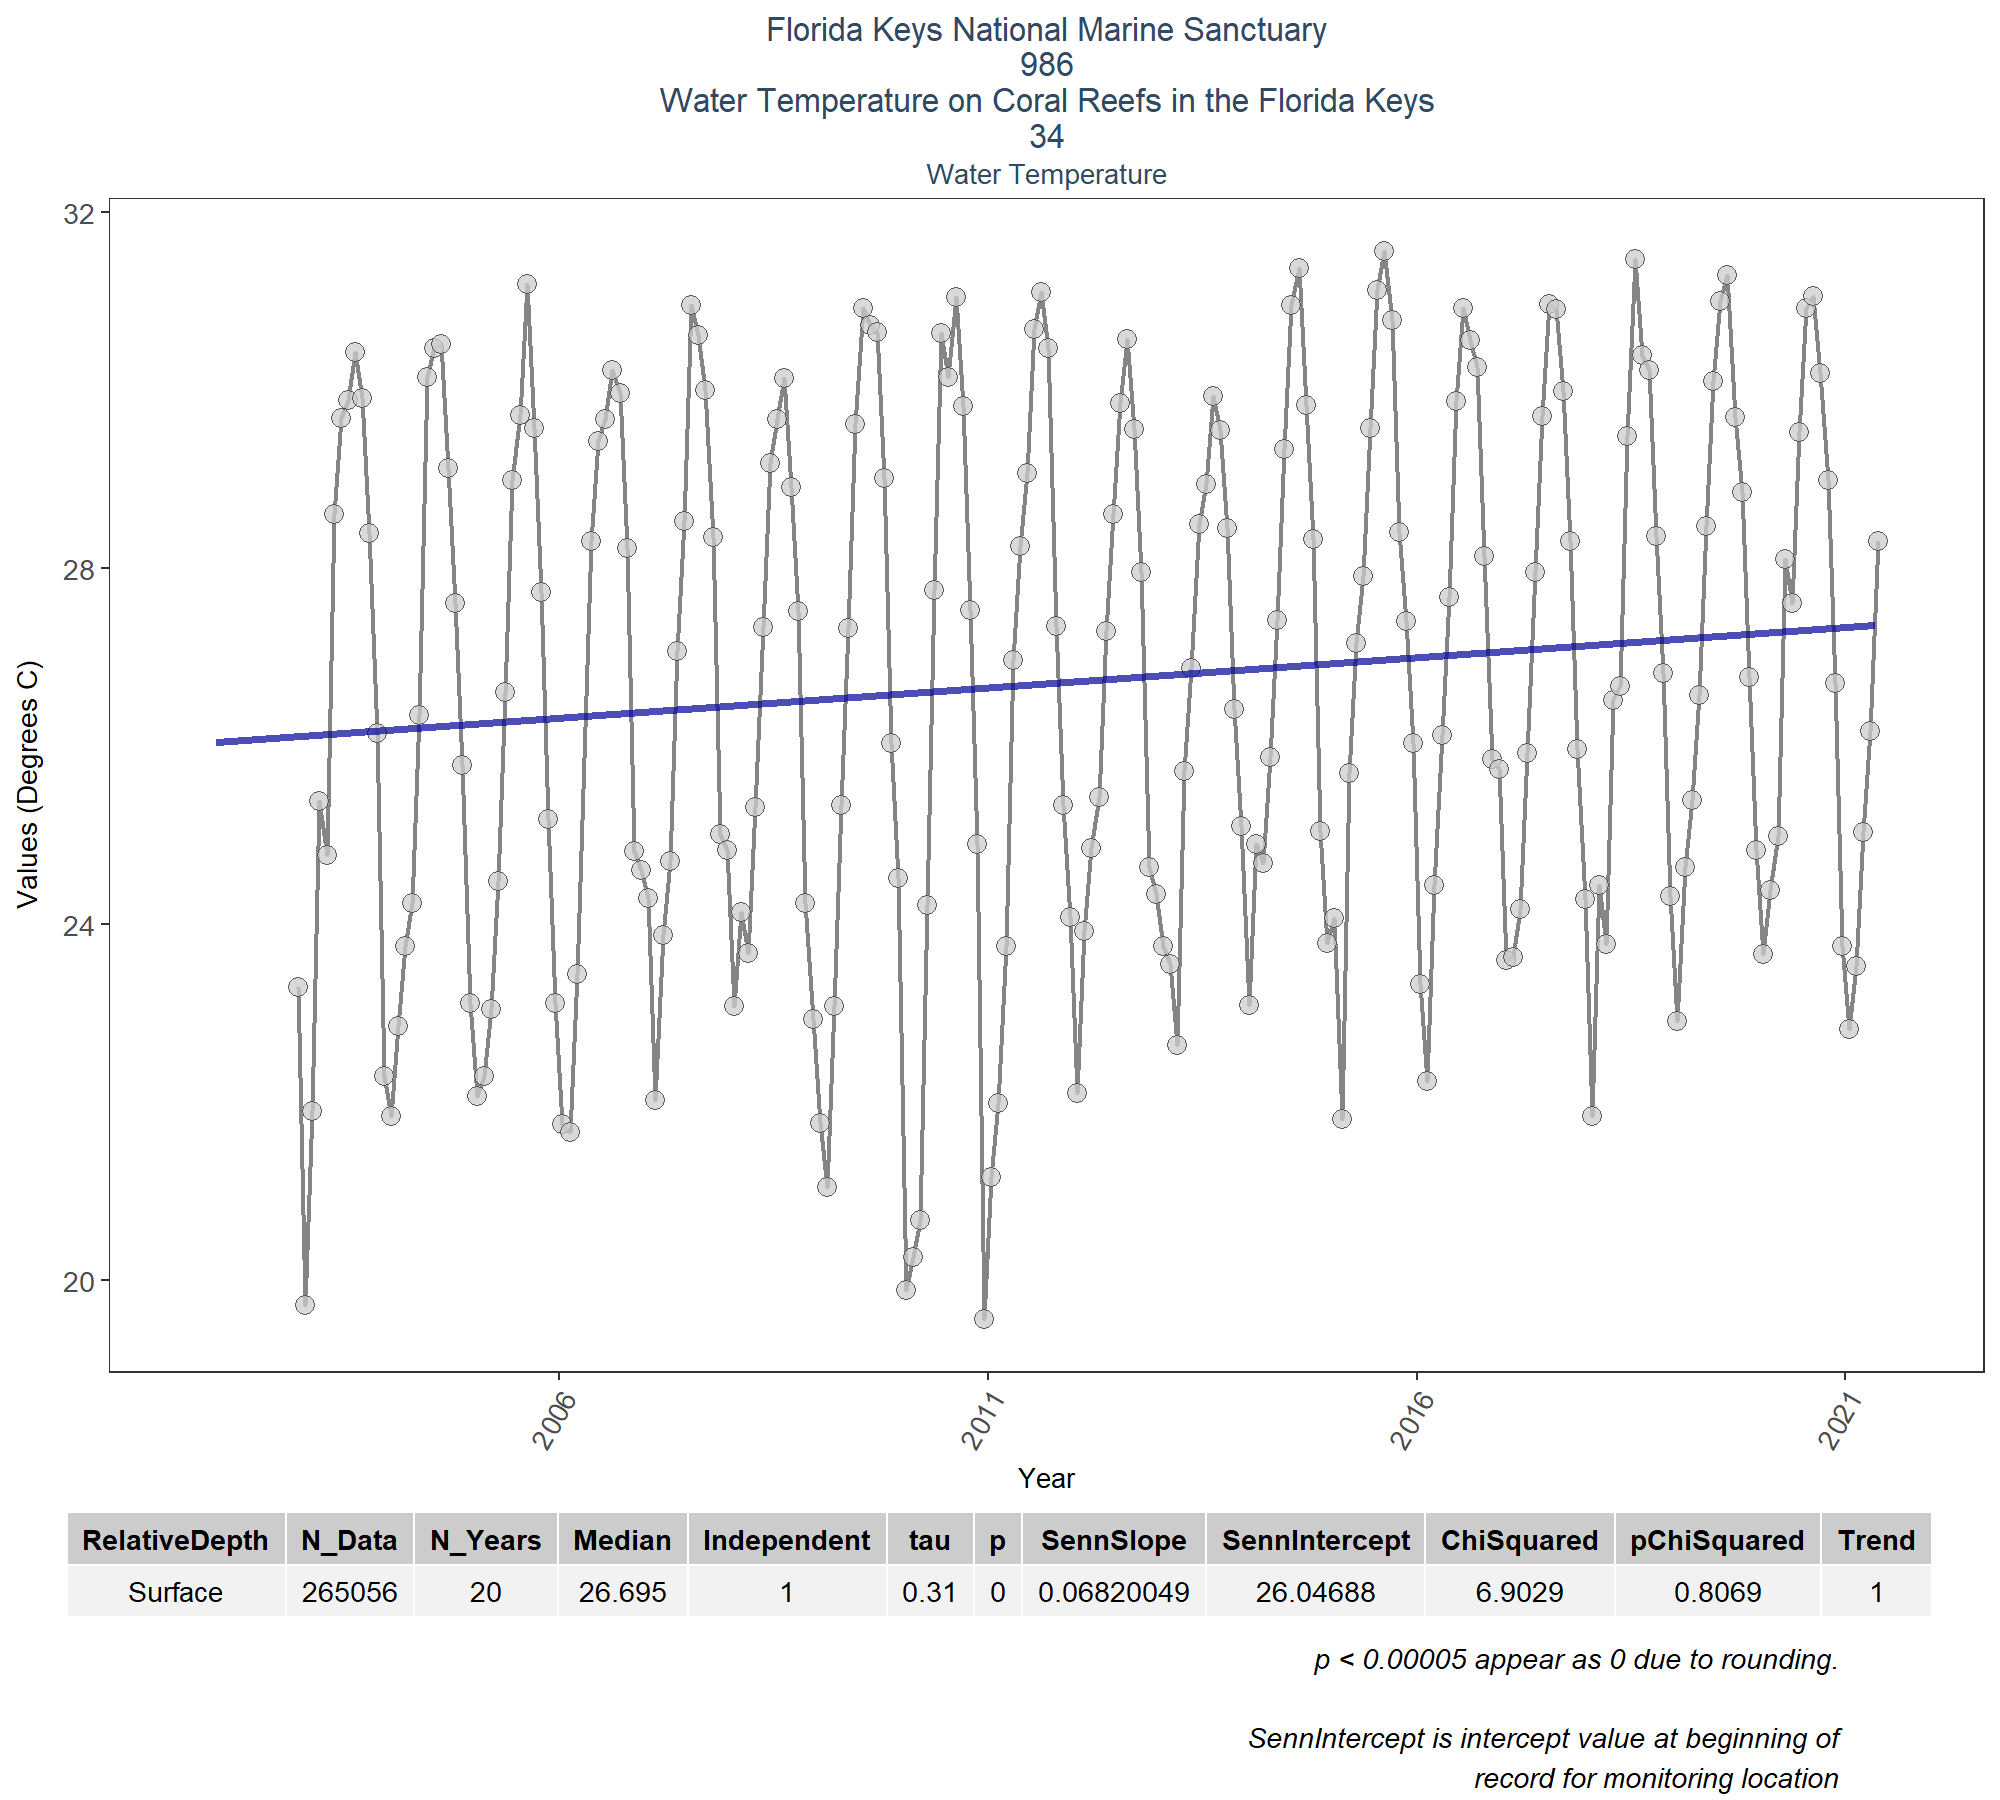 Florida Keys National Marine Sanctuary
986
Water Temperature on Coral Reefs in the Florida Keys
34
Water Temperature
32
28
24
20
Values (Degrees C)
2006
2011
2016
2021
Year
RelativeDepth N_Data N_Years Median Independent tau p SennSlope SennIntercept ChiSquared pChiSquared Trend
Surface 265056 20 26.695 1 0.31 0 0.06820049 26.04688 6.9029 0.8069 1
p < 0.00005 appear as 0 due to rounding.
SennIntercept is intercept value at beginning of
record for monitoring location